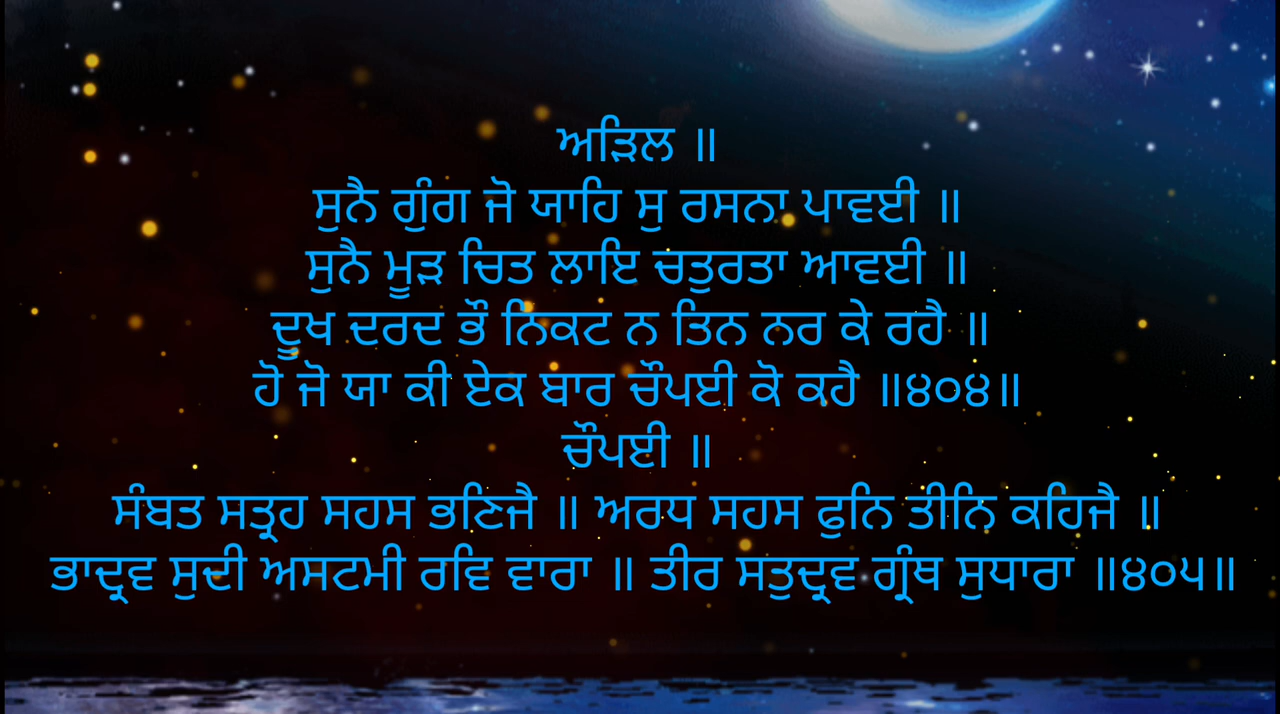 ਅੜਿਲ ॥
ਸੁਨੈ ਗੁੰਗ ਜੋ ਯਾਹਿ ਸੁ ਰਸਨਾ ਪਾਵਈ ॥
ਸੁਨੈ ਮੂੜ ਚਿਤ ਲਾਇ ਚਤੁਰਤਾ ਆਵਈ ॥
ਦੂਖ ਦਰਦ ਭੌ ਨਿਕਟ ਨ ਤਿਨ ਨਰ ਕੇ ਰਹੈ ॥
ਹੋ ਜੋ ਯਾ ਕੀ ਏਕ ਬਾਰ ਚੌਪਈ ਕੋ ਕਹੈ ॥੪੦੪॥
ਚੌਪਈ ॥
ਸੰਬਤ ਸਤ੍ਰਹ ਸਹਸ ਭਣਿਜੈ ॥ ਅਰਧ ਸਹਸ ਫੁਨਿ ਤੀਨਿ ਕਹਿਜੈ ॥
ਭਾਦ੍ਰਵ ਸੁਦੀ ਅਸਟਮੀ ਰਵਿ ਵਾਰਾ ॥ ਤੀਰ ਸਤੁਦ੍ਰਵ ਗ੍ਰੰਥ ਸੁਧਾਰਾ ॥੪੦੫॥